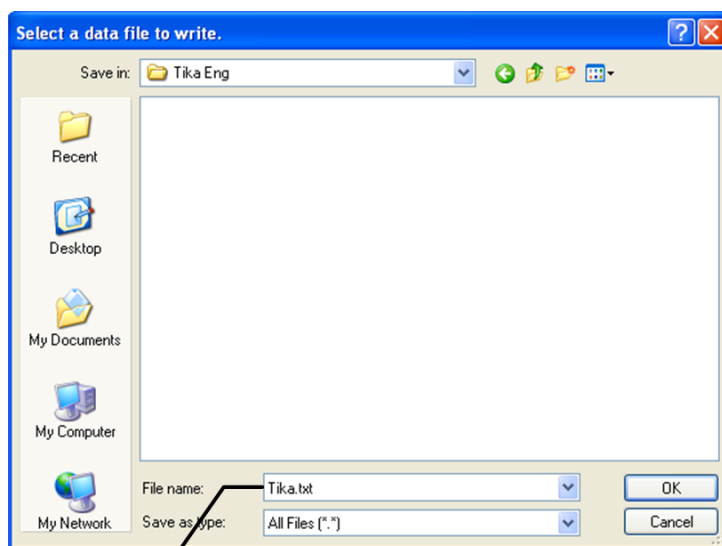 Select a data file to write.
Save in: Tika Eng
Recent
Desktop
My Documents
My Computer
My Network
File name: Tika.txt OK
Save as type: All Files (*.*) Cancel